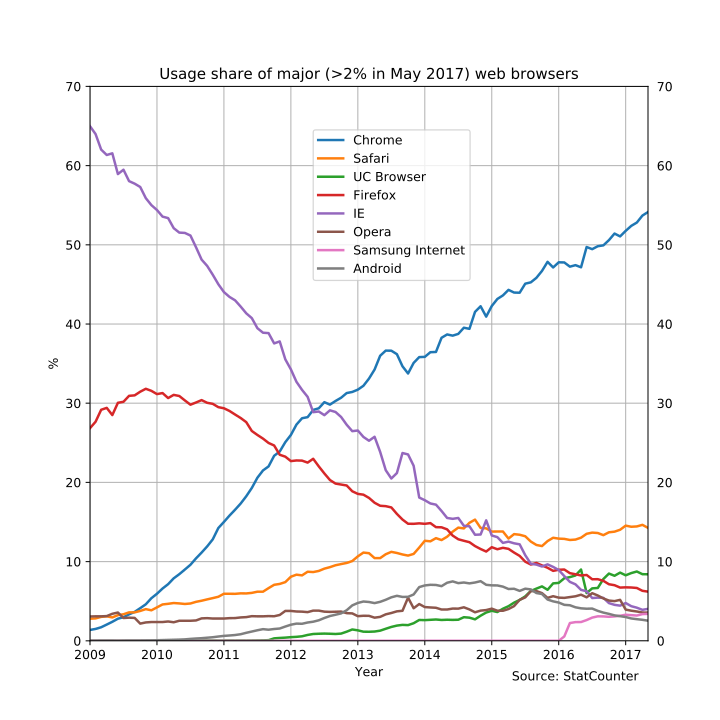 Usage share of major (>2% in May 2017) web browsers
70
60
50
40
30
20
10
0
%
70
60
50
40
30
20
10
0
Chrome
Safari
UC Browser
Firefox
IE
Opera
Samsung Internet
Android
2009 2010 2011 2012 2013 2014 2015 2016 2017
Year
Source: StatCounter